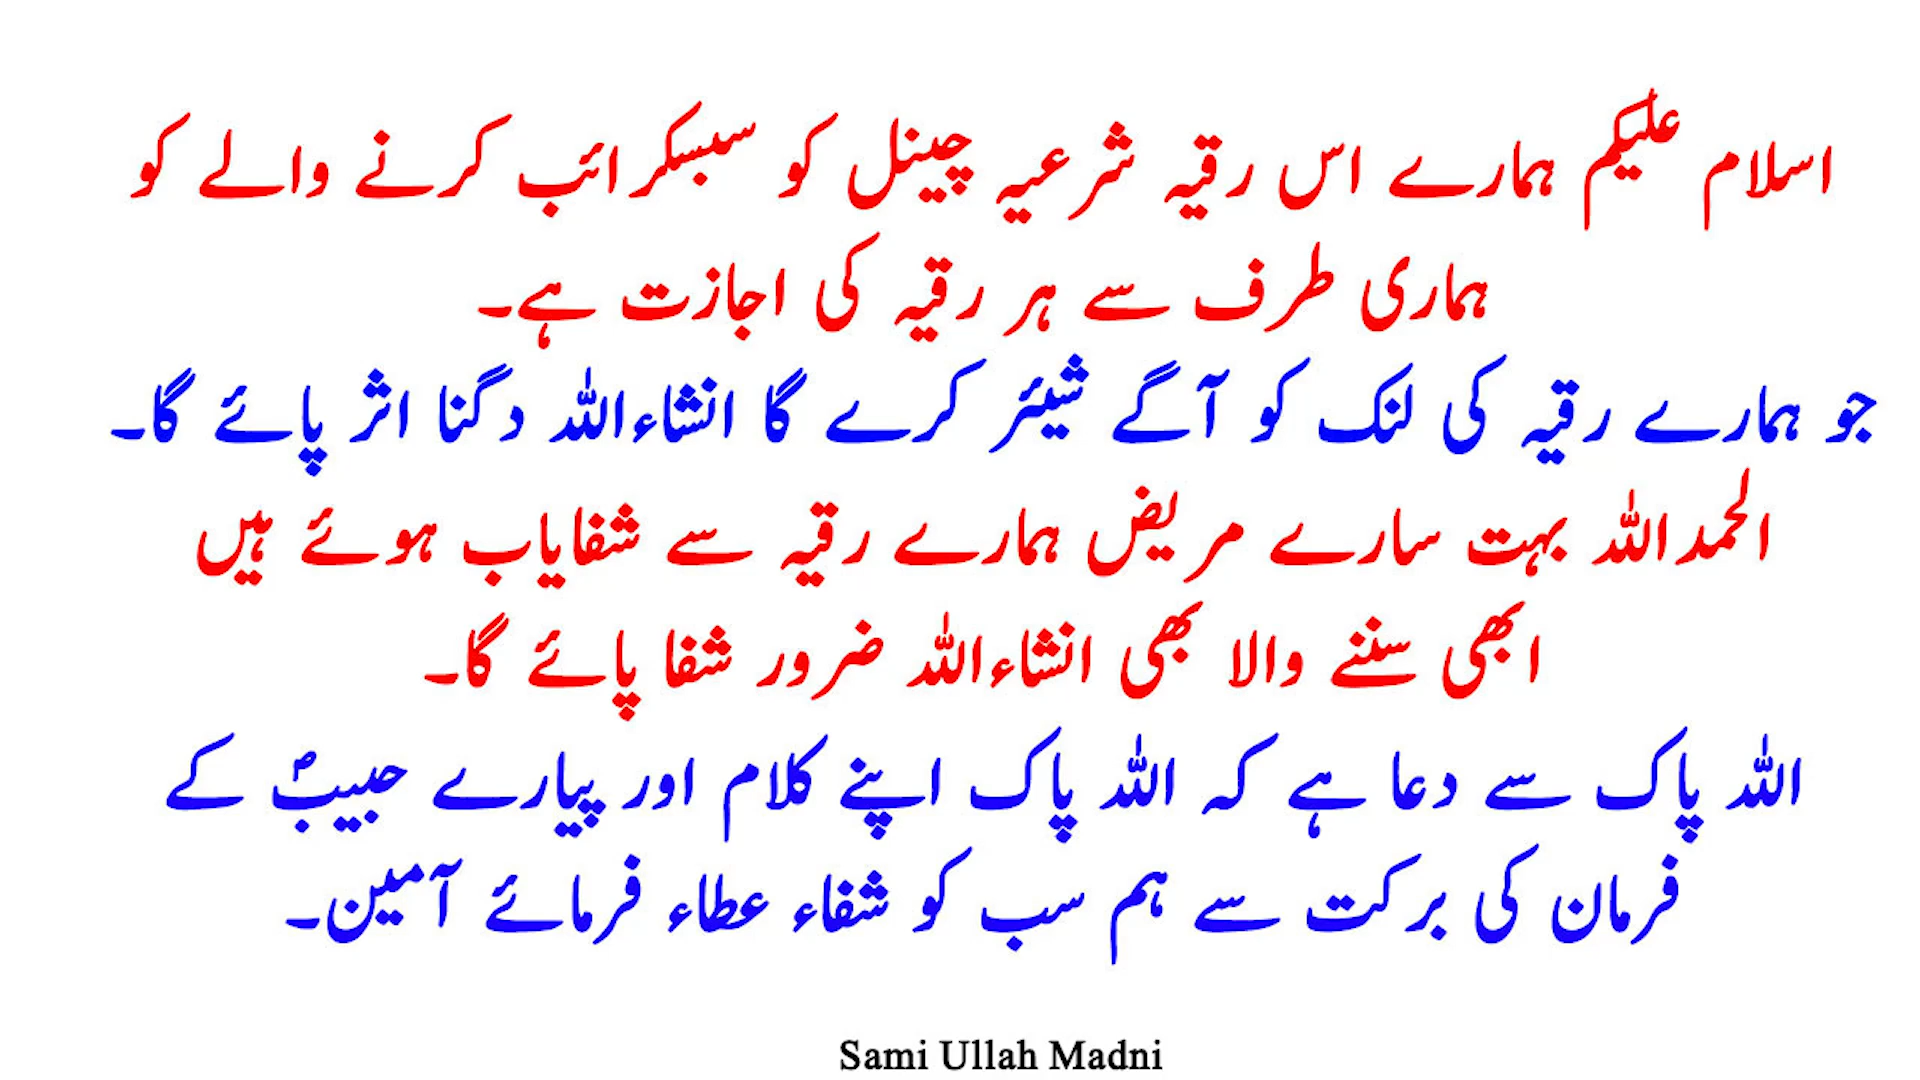 اسلام علیکم ہمارے اس رقیہ شرعیہ چینل کو سبسکرائب کرنے والے کو
ہماری طرف سے ہر رقیہ کی اجازت ہے۔
جو ہمارے رقیہ کی لنک کو آگے شیئر کرے گا انشاءاللہ دگنا اثر پائے گا۔
الحمداللہ بہت سارے مریض ہمارے رقیہ سے شفایاب ہوئے ہیں
ابھی سننے والا بھی انشاءاللہ ضرور شفا پائے گا۔
اللہ پاک سے دعا ہے کہ اللہ پاک اپنے کلام اور پیارے حبیبؐ کے
فرمان کی برکت سے ہم سب کو شفاء عطاء فرمائے آمین۔
Sami Ullah Madni